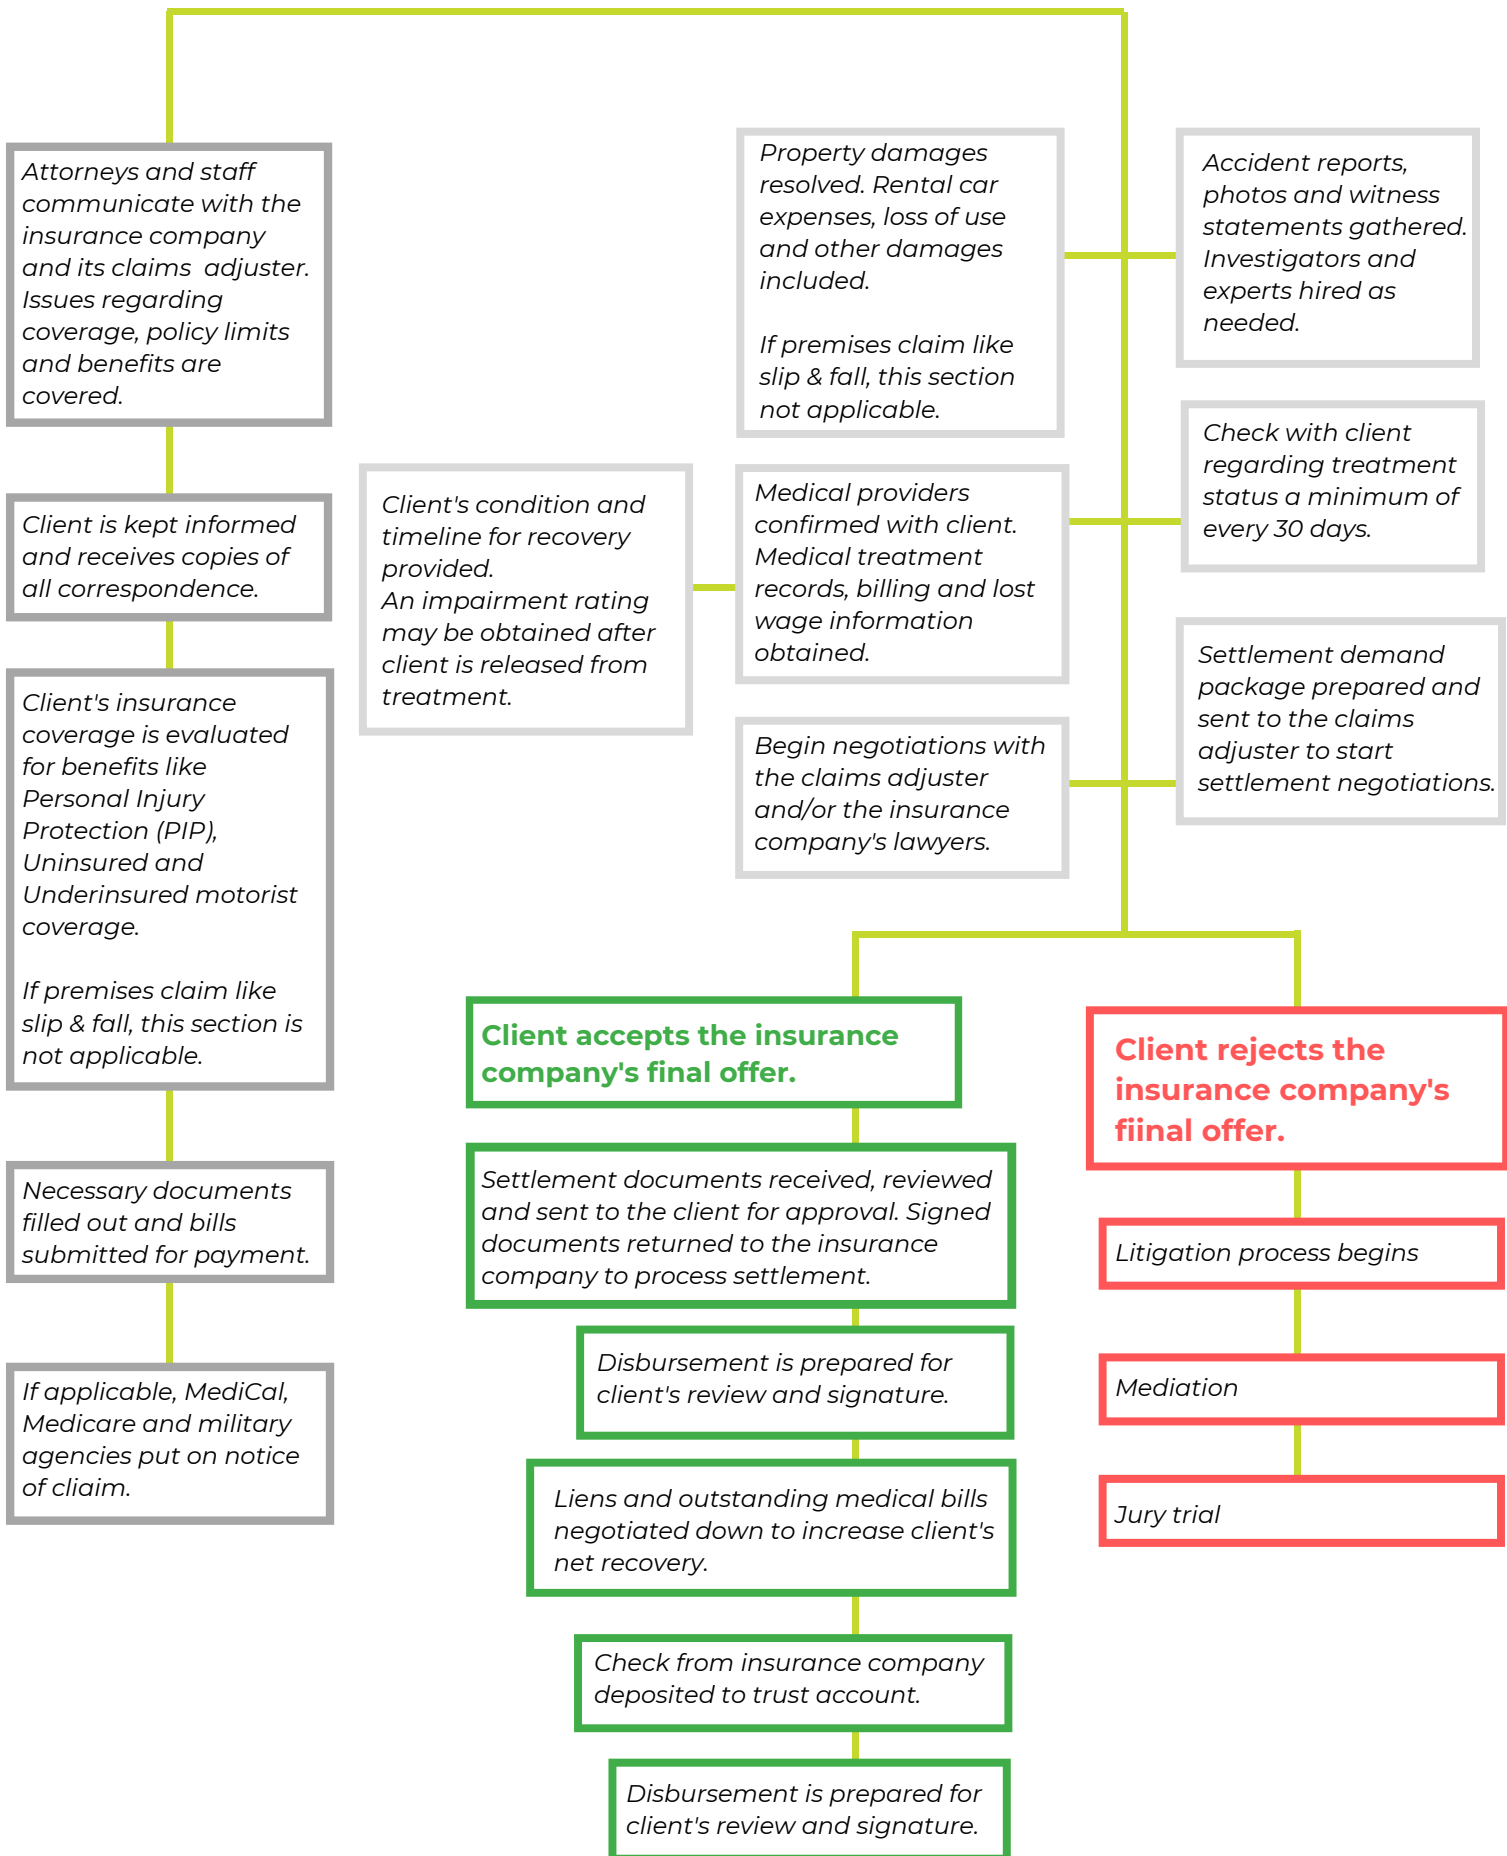 Attorneys and staff
communicate with the
insurance company
and its claims  adjuster.
Issues regarding
coverage, policy limits
and benefits are
covered.
Client is kept informed
and receives copies of
all correspondence.
Client's insurance
coverage is evaluated
for benefits like
Personal Injury
Protection (PIP),
Uninsured and
Underinsured motorist
coverage.
If premises claim like
slip & fall, this section is
not applicable.
Necessary documents
filled out and bills
submitted for payment.
If applicable, MediCal,
Medicare and military
agencies put on notice
of cliaim.
Property damages
resolved. Rental car
expenses, loss of use
and other damages
included.
If premises claim like
slip & fall, this section
not applicable.
Accident reports,
photos and witness
statements gathered.
Investigators and
experts hired as
needed.
Client's condition and
timeline for recovery
provided.
An impairment rating
may be obtained after
client is released from
treatment.
Medical providers
confirmed with client.
Medical treatment
records, billing and lost
wage information
obtained.
Check with client
regarding treatment
status a minimum of
every 30 days.
Begin negotiations with
the claims adjuster
and/or the insurance
company's lawyers.
Settlement demand
package prepared and
sent to the claims
adjuster to start
settlement negotiations.
Client accepts the insurance
company's final offer.
Settlement documents received, reviewed
and sent to the client for approval. Signed
documents returned to the insurance
company to process settlement.
Disbursement is prepared for
client's review and signature.
Liens and outstanding medical bills
negotiated down to increase client's
net recovery.
Check from insurance company
deposited to trust account.
Disbursement is prepared for
client's review and signature.
Client rejects the
insurance company's
fiinal offer.
Litigation process begins
Mediation
Jury trial